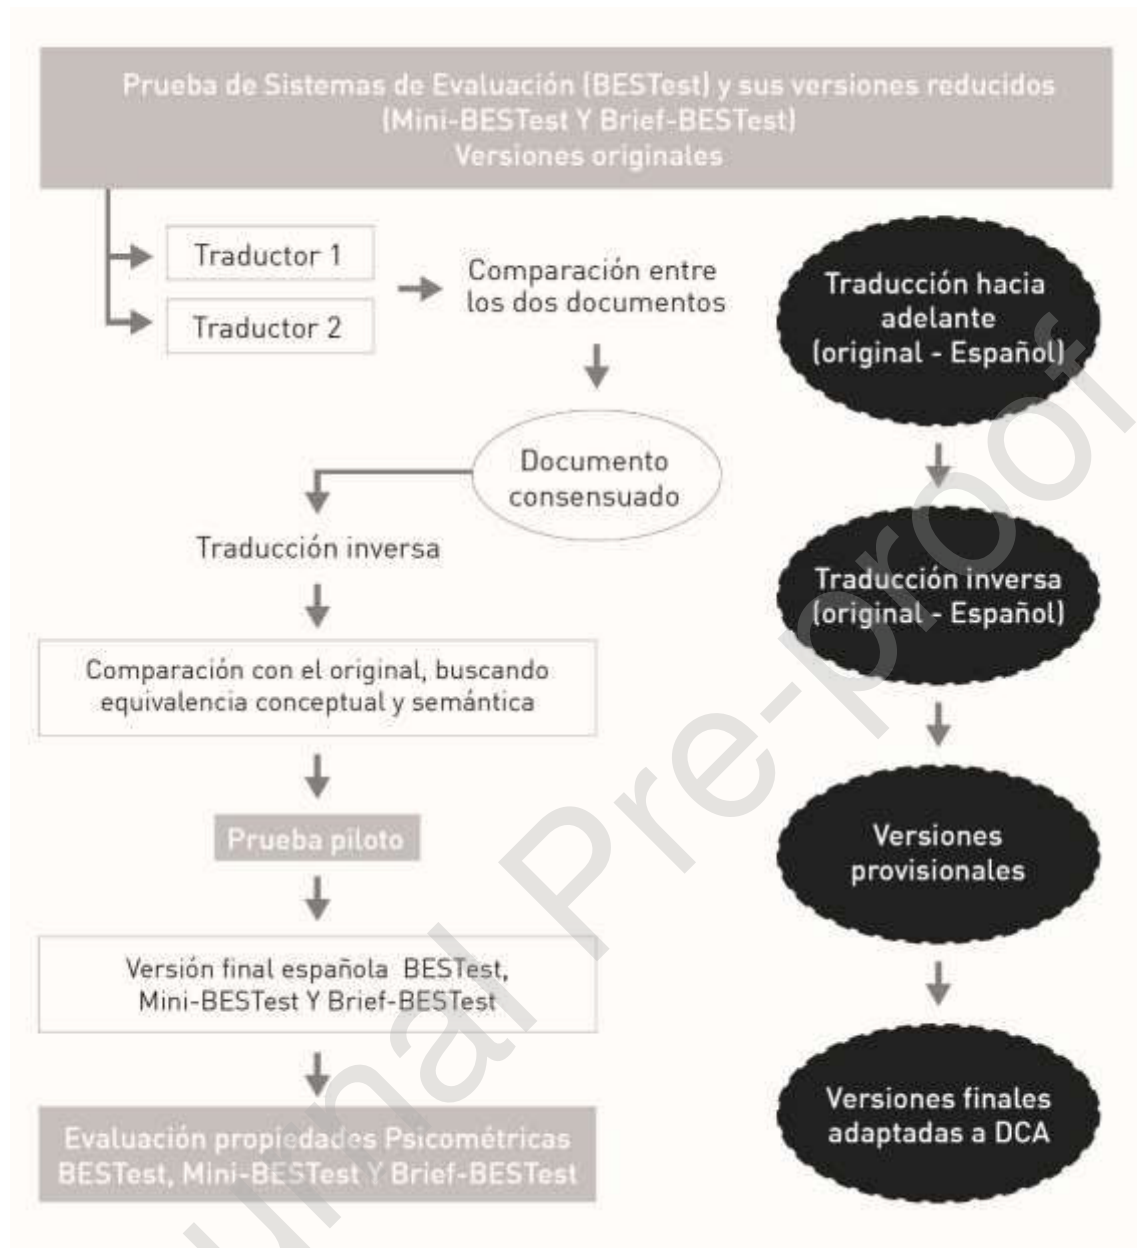 Prueba de Sistemas de Evaluación (BESTest) y sus versiones reducidos
(Mini-BESTest Y Brief-BESTest)
Versiones originales
Traductor 1
Traductor 2
Comparación entre
los dos documentos
Documento
consensuado
Traducción inversa
Comparación con el original, buscando
equivalencia conceptual y semántica
Prueba piloto
Versión final española BESTest,
Mini-BESTest Y Brief-BESTest
Evaluación propiedades Psicométricas
BESTest, Mini-BESTest Y Brief-BESTest
Traducción hacia
adelante
(original - Español)
Traducción inversa
(original - Español)
Versiones
provisionales
Versiones finales
adaptadas a DCA
urnal Pre-proof